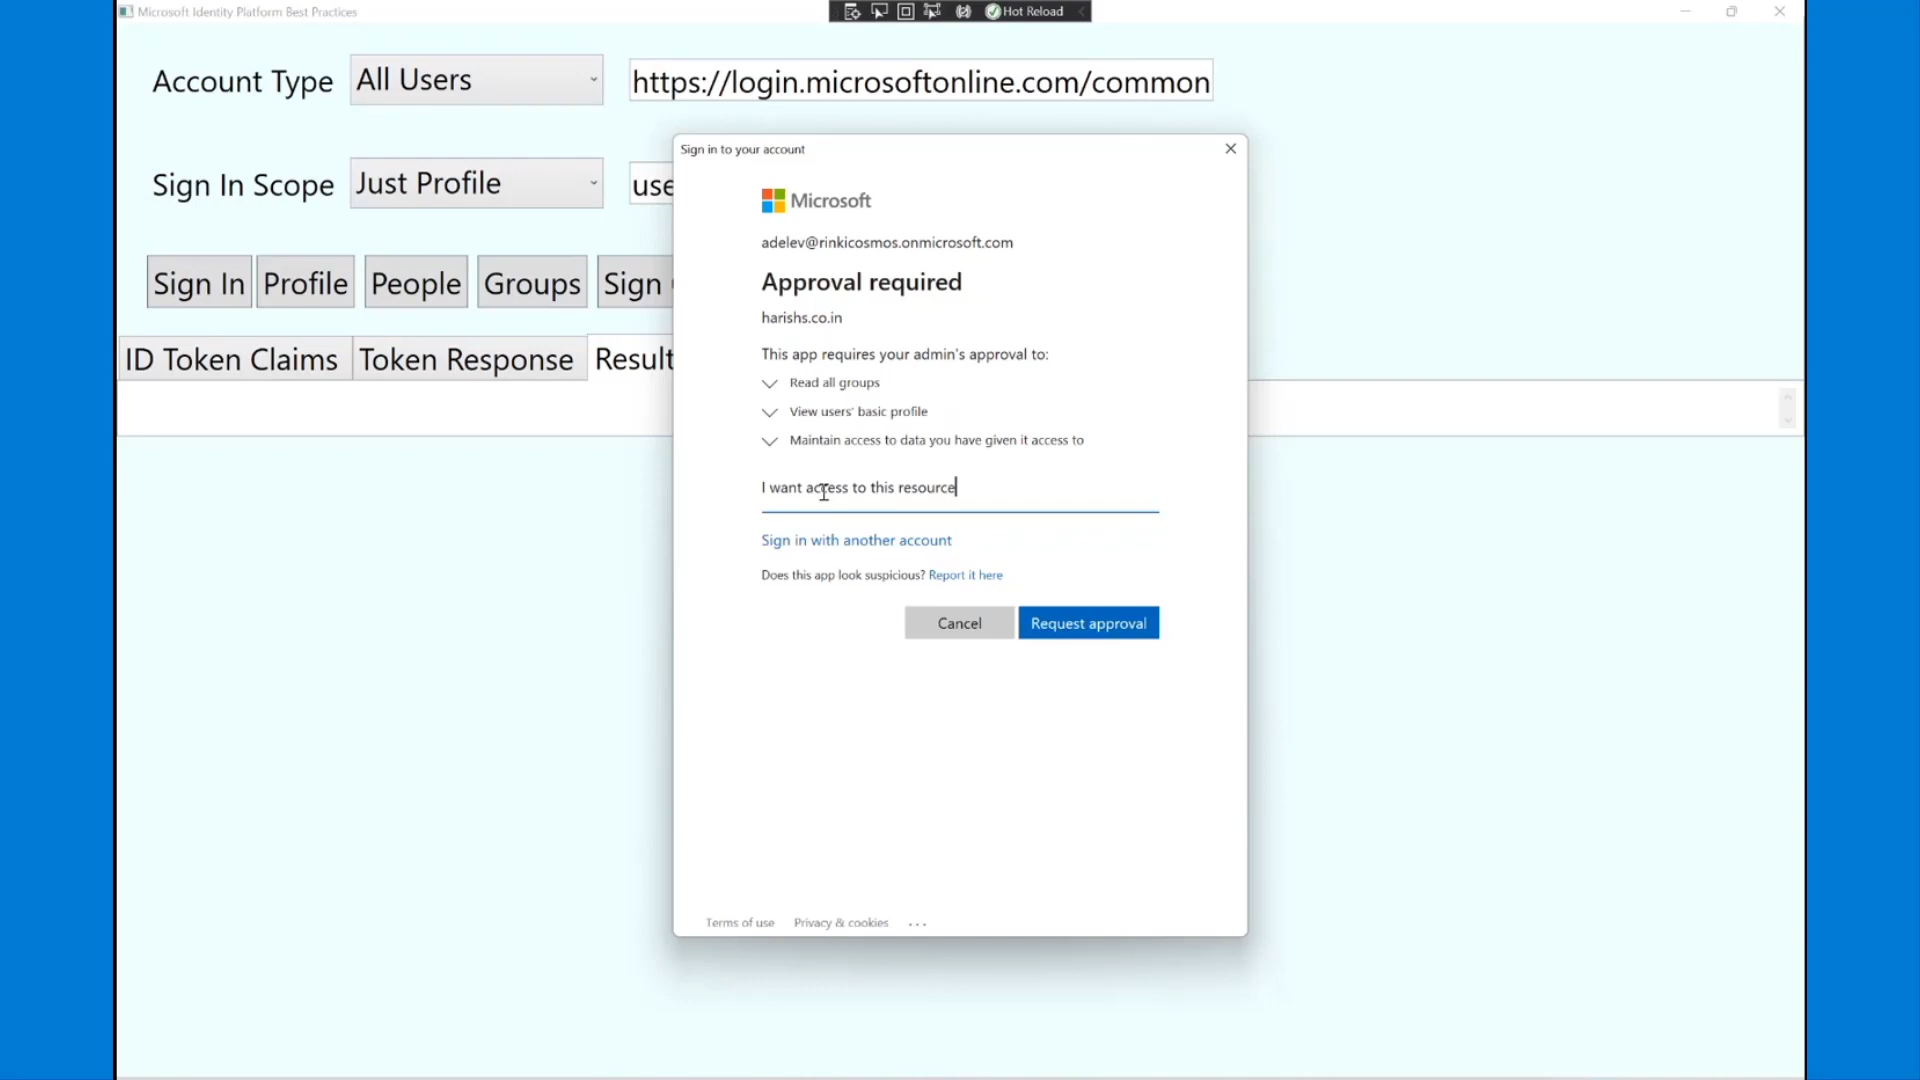 Microsoft Identity Platform Best Practices
Hot Reload
Account Type All Users https://login.microsoftonline.com/common
Sign In Scope Just Profile use
Sign In Profile People Groups Sign
ID Token Claims Token Response Result
Sign in to your account
Microsoft
adelev@rinkicosmos.onmicrosoft.com
Approval required
harishs.co.in
This app requires your admin's approval to:
Read all groups
View users' basic profile
Maintain access to data you have given it access to
I want access to this resource
Sign in with another account
Does this app look suspicious? Report it here
Cancel Request approval
Terms of use Privacy & cookies ...